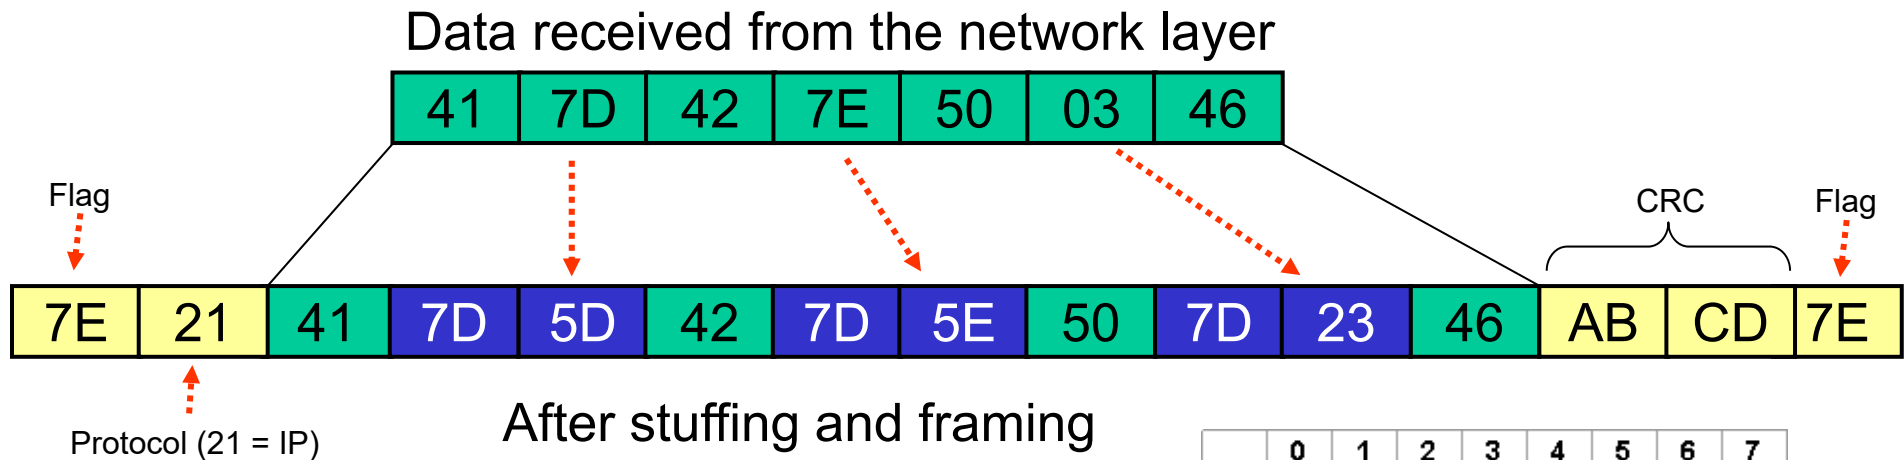 Data received from the network layer
41 7D 42 7E 50 03 46
Flag
CRC
Flag
7E 21 41 7D 5D 42 7D 5E 50 7D 23 46 AB CD 7E
After stuffing and framing
Protocol (21 = IP)
0 1 2 3 4 5 6 7